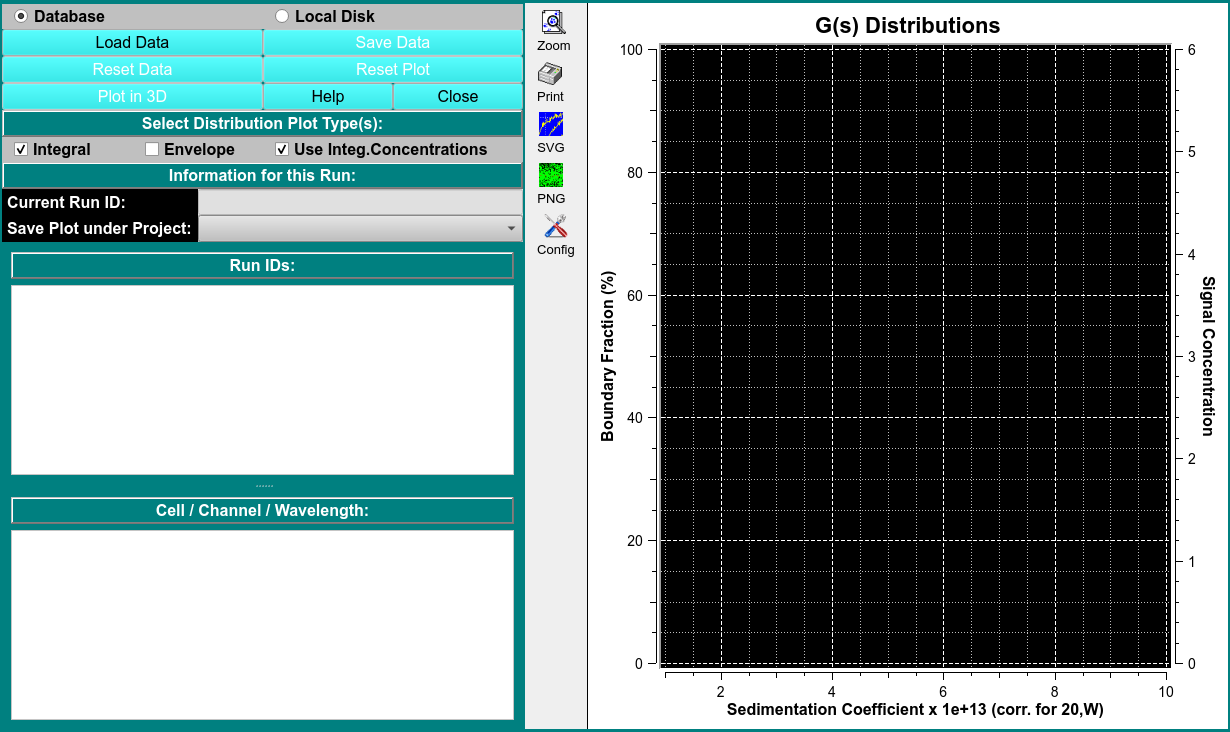 Database
Local Disk
Load Data
Save Data
Reset Data
Reset Plot
Plot in 3D
Help
Close
Select Distribution Plot Type(s):
Integral
Envelope
Use Integ.Concentrations
Information for this Run:
Current Run ID:
Save Plot under Project:
Run IDs:
Cell / Channel / Wavelength:
Zoom
Print
SVG
PNG
Config
G(s) Distributions
Boundary Fraction (%)
100
80
60
40
20
0
2
4
6
8
10
Sedimentation Coefficient x 1e+13 (corr. for 20,W)
6
5
4
3
2
1
0
Signal Concentration